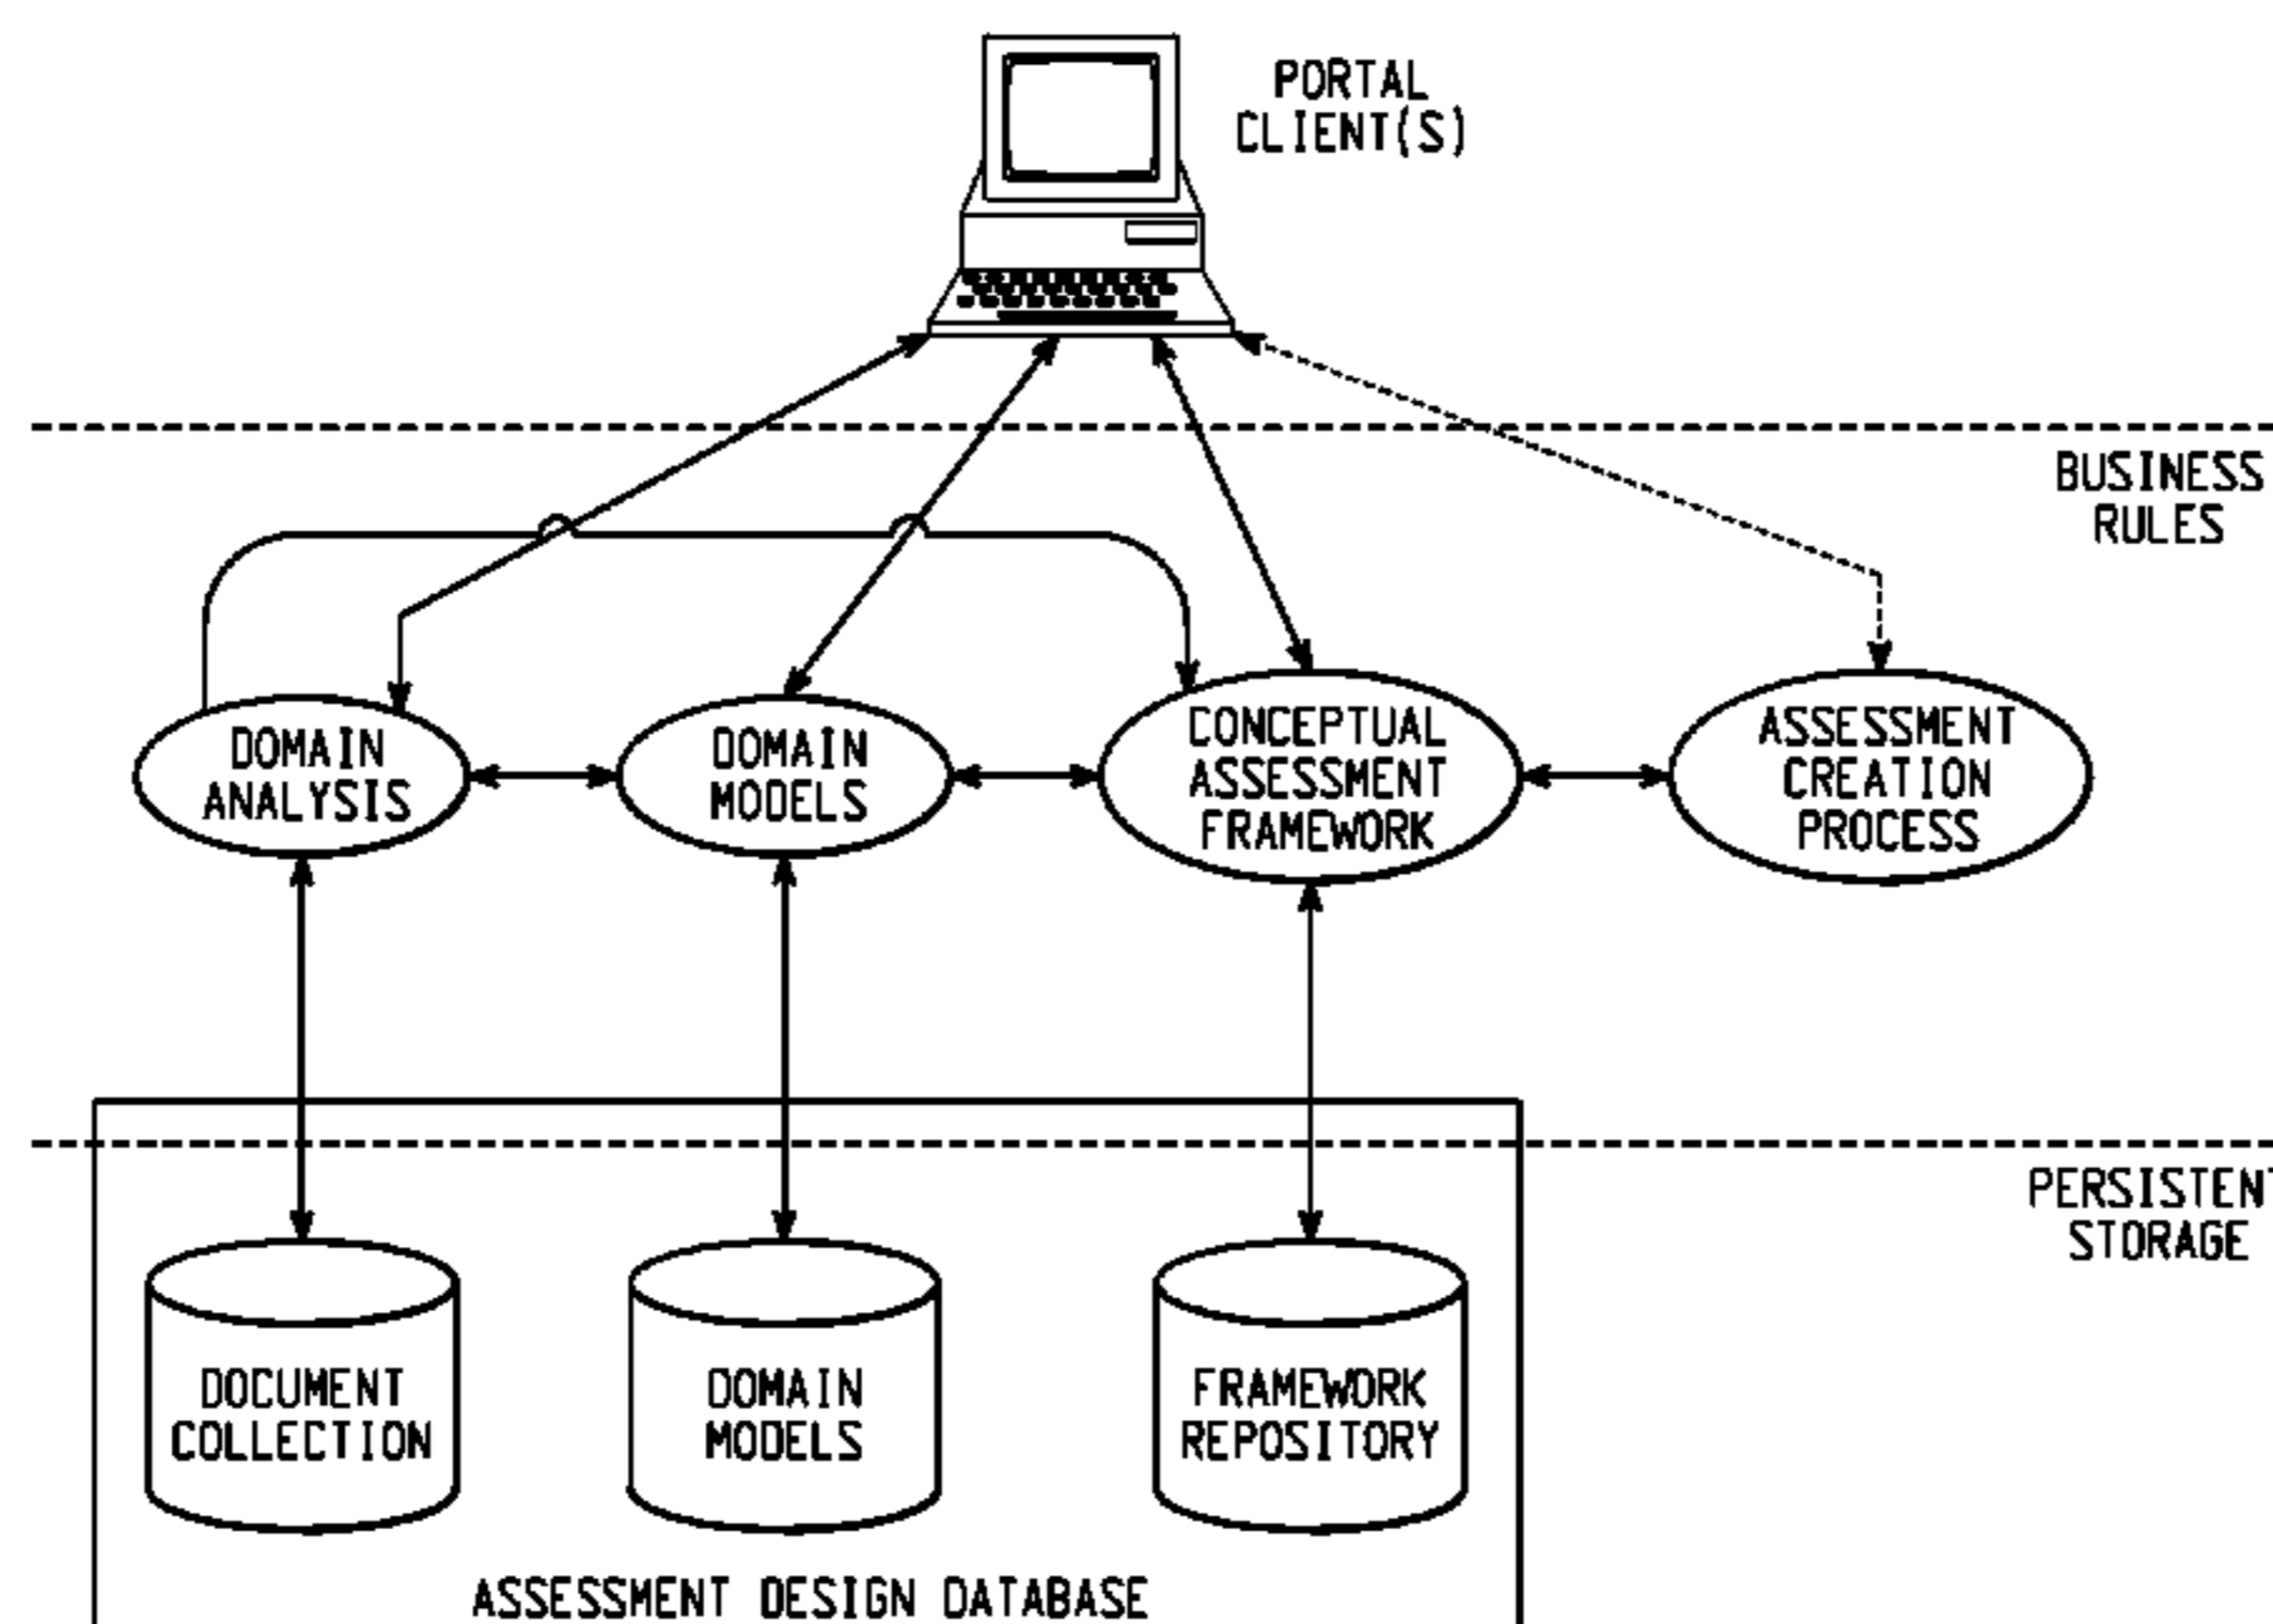 PORTAL
CLIENT(S)
BUSINESS
RULES
DOMAIN
ANALYSIS
DOMAIN
MODELS
CONCEPTUAL
ASSESSMENT
FRAMEWORK
ASSESSMENT
CREATION
PROCESS
PERSISTENT
STORAGE
DOCUMENT
COLLECTION
DOMAIN
MODELS
FRAMEWORK
REPOSITORY
ASSESSMENT DESIGN DATABASE